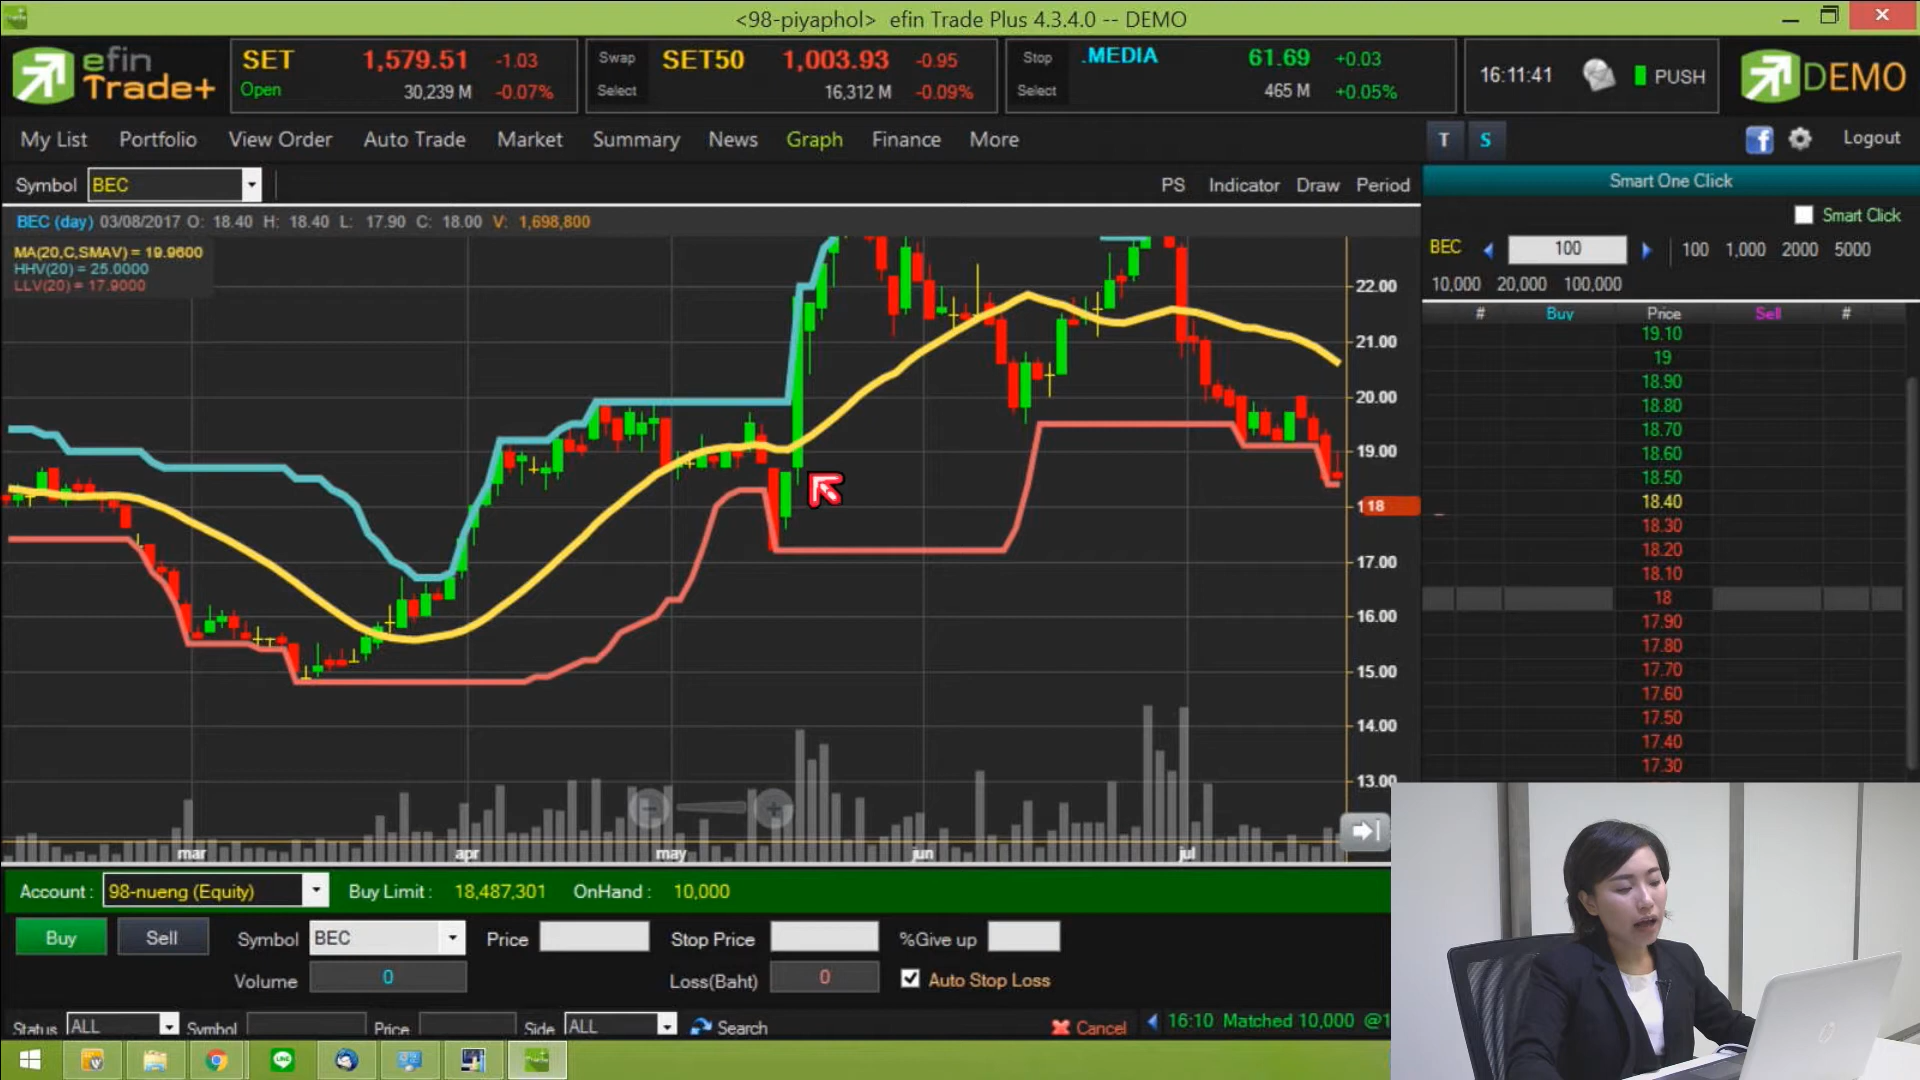 <98-piyaphol> efin Trade Plus 4.3.4.0 -- DEMO
efin Trade+
SET 1,579.51 -1.03
Open 30,239 M -0.07%
Swap SET50 1,003.93 -0.95
Select 16,312 M -0.09%
Stop .MEDIA 61.69 +0.03
Select 465 M +0.05%
16:11:41 PUSH
DEMO
My List Portfolio View Order Auto Trade Market Summary News Graph Finance More T S f Logout
Symbol BEC PS Indicator Draw Period
Smart One Click
Smart Click
BEC (day) 03/08/2017 O: 18.40 H: 18.40 L: 17.90 C: 18.00 V: 1,698,800
MA(20,C,SMAV) = 19.9600
HHV(20) = 25.0000
LLV(20) = 17.9000
BEC 100 100 1,000 2000 5000
10,000 20,000 100,000
# Buy Price Sell #
22.00
21.00
20.00
19.00
118
17.00
16.00
15.00
14.00
13.00
mar apr may jun jul
19.10
19
18.90
18.80
18.70
18.60
18.50
18.40
18.30
18.20
18.10
18
17.90
17.80
17.70
17.60
17.50
17.40
17.30
Account : 98-nueng (Equity) Buy Limit : 18,487,301 OnHand : 10,000
Buy Sell Symbol BEC Price Stop Price %Give up
Volume 0 Loss(Baht) 0 Auto Stop Loss
Status ALL Symbol Price Side ALL Search Cancel 16:10 Matched 10,000 @1
LINE